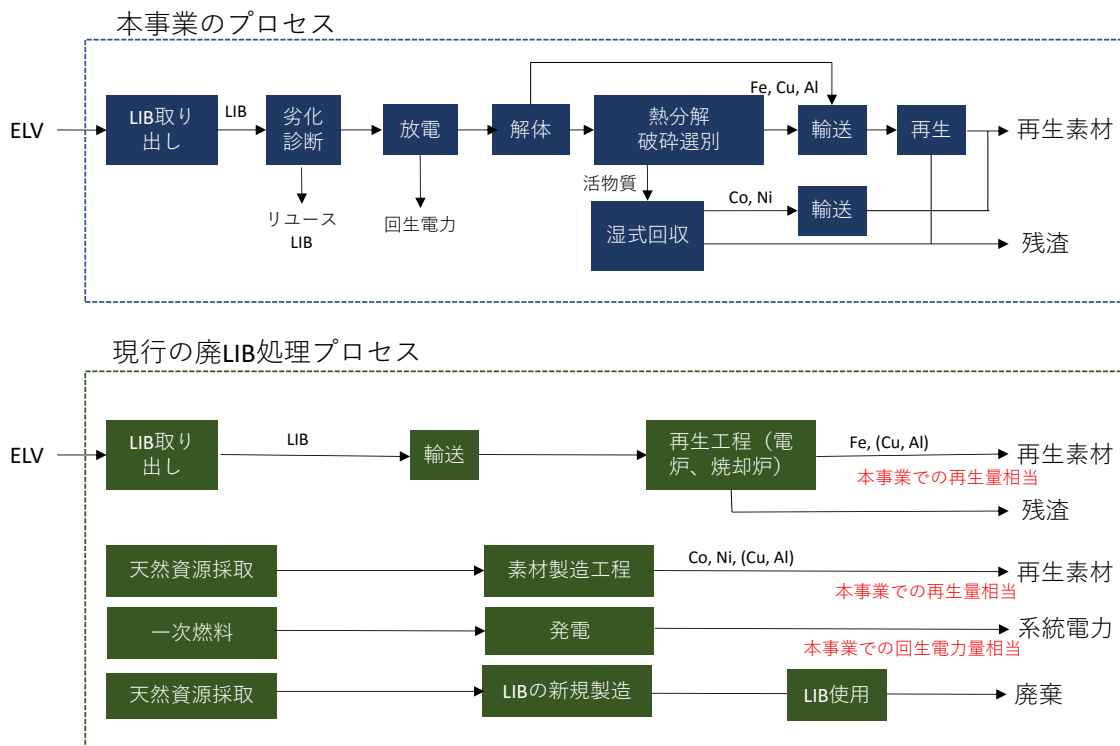 本事業のプロセス
ELV
LIB取り
出し
LIB
劣化
診断
放電
解体
熱分解
破砕選別
Fe, Cu, Al
輸送
再生
再生素材
リユース
LIB
回生電力
活物質
湿式回収
Co, Ni
輸送
残渣
現行の廃LIB処理プロセス
ELV
LIB取り
出し
LIB
輸送
再生工程（電
炉、焼却炉）
Fe, (Cu, Al)
本事業での再生量相当
再生素材
残渣
天然資源採取
素材製造工程
Co, Ni, (Cu, Al)
本事業での再生量相当
再生素材
一次燃料
発電
本事業での回生電力量相当
系統電力
天然資源採取
LIBの新規製造
LIB使用
廃棄